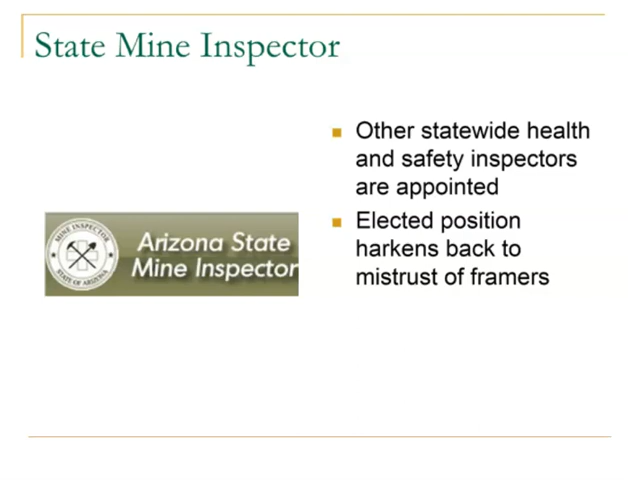 State Mine Inspector
Other statewide health
and safety inspectors
are appointed
Elected position
harkens back to
mistrust of framers
MINE INSPECTOR
STATE OF ARIZONA
Arizona State
Mine Inspector